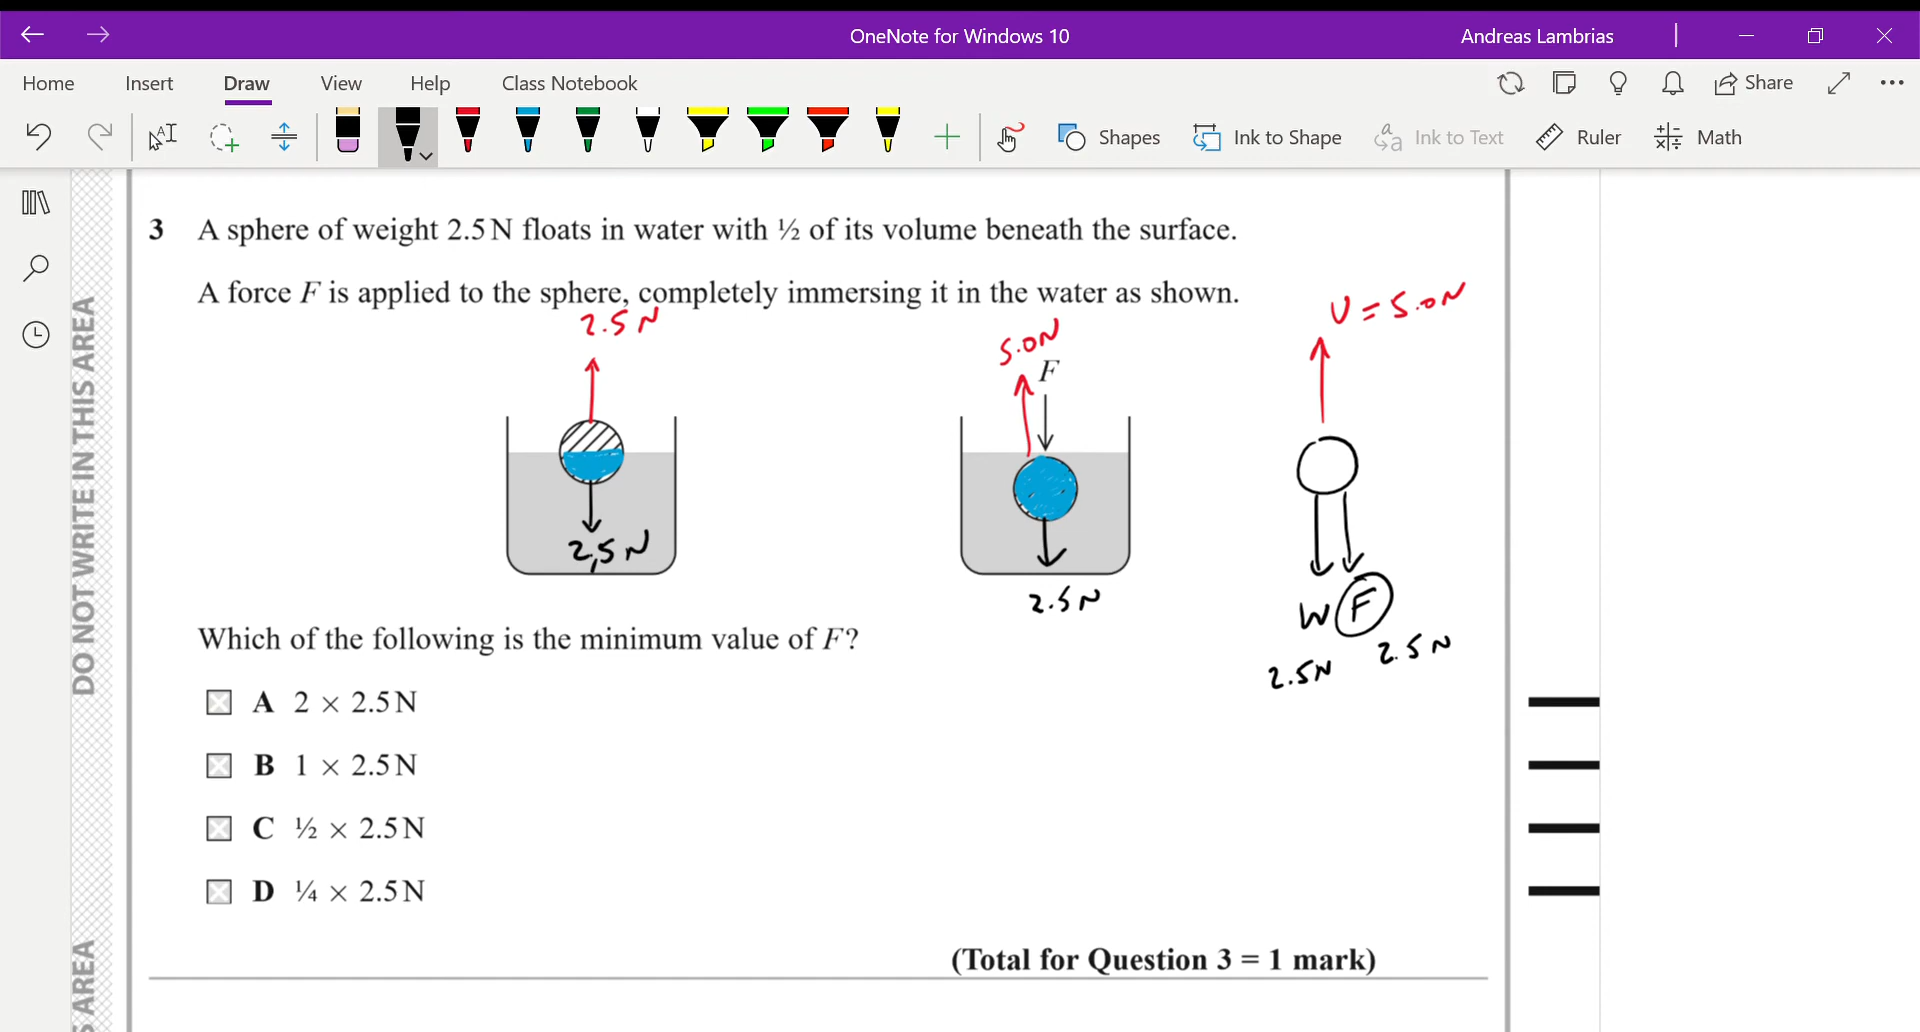 OneNote for Windows 10
Andreas Lambrias
Home Insert Draw View Help Class Notebook
Share
Shapes Ink to Shape Ink to Text Ruler Math
DO NOT WRITE IN THIS AREA
S AREA
3 A sphere of weight 2.5 N floats in water with ½ of its volume beneath the surface.
A force F is applied to the sphere, completely immersing it in the water as shown.
2.5 N
2,5 N
5.0N
F
2.5 N
U = 5.0N
W F
2.5N 2.5 N
Which of the following is the minimum value of F?
A 2 × 2.5 N
B 1 × 2.5 N
C ½ × 2.5 N
D ¼ × 2.5 N
(Total for Question 3 = 1 mark)